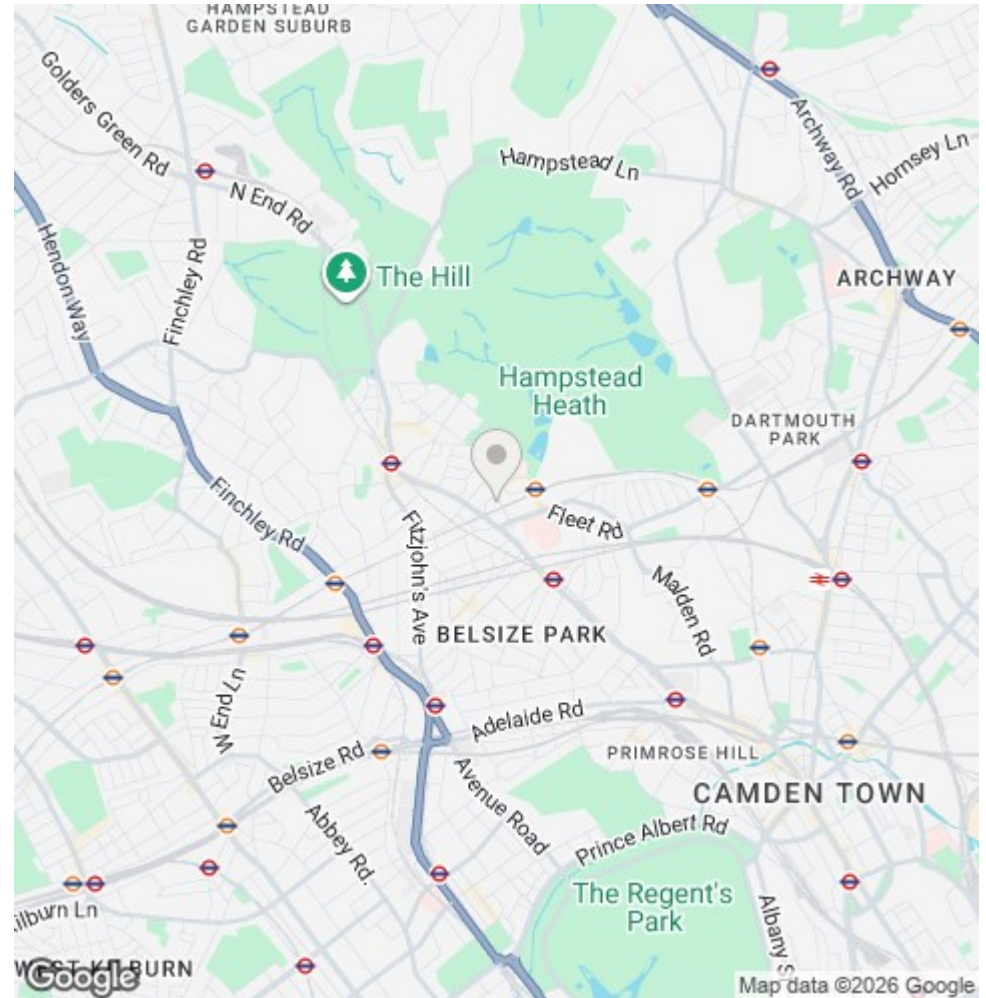 HAMPSTEAD
GARDEN SUBURB
Golders Green Rd
N End Rd
Hampstead Ln
Archway Rd
Hornsey Ln
Hendon Way
Finchley Rd
The Hill
ARCHWAY
Hampstead
Heath
DARTMOUTH
PARK
Finchley Rd
Fitzjohn's Ave
Fleet Rd
Malden Rd
BELSIZE PARK
W End Ln
Adelaide Rd
PRIMROSE HILL
Belsize Rd
Avenue Road
CAMDEN TOWN
Abbey Rd.
Prince Albert Rd
The Regent's
Park
Albany S
ilburn Ln
WEST KILBURN
Google
Map data ©2026 Google